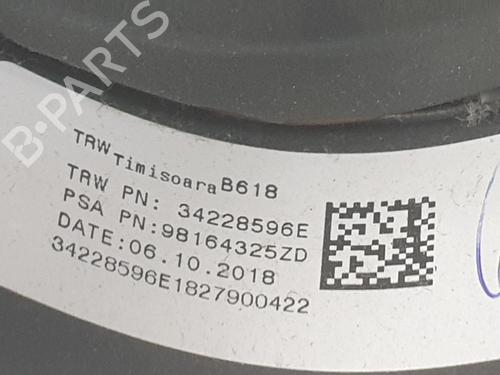 TRW Timisoara B618
TRW PN: 34228596E
PSA PN:98164325ZD
DATE:06.10.2018
34228596E1827900422
B-PARTS